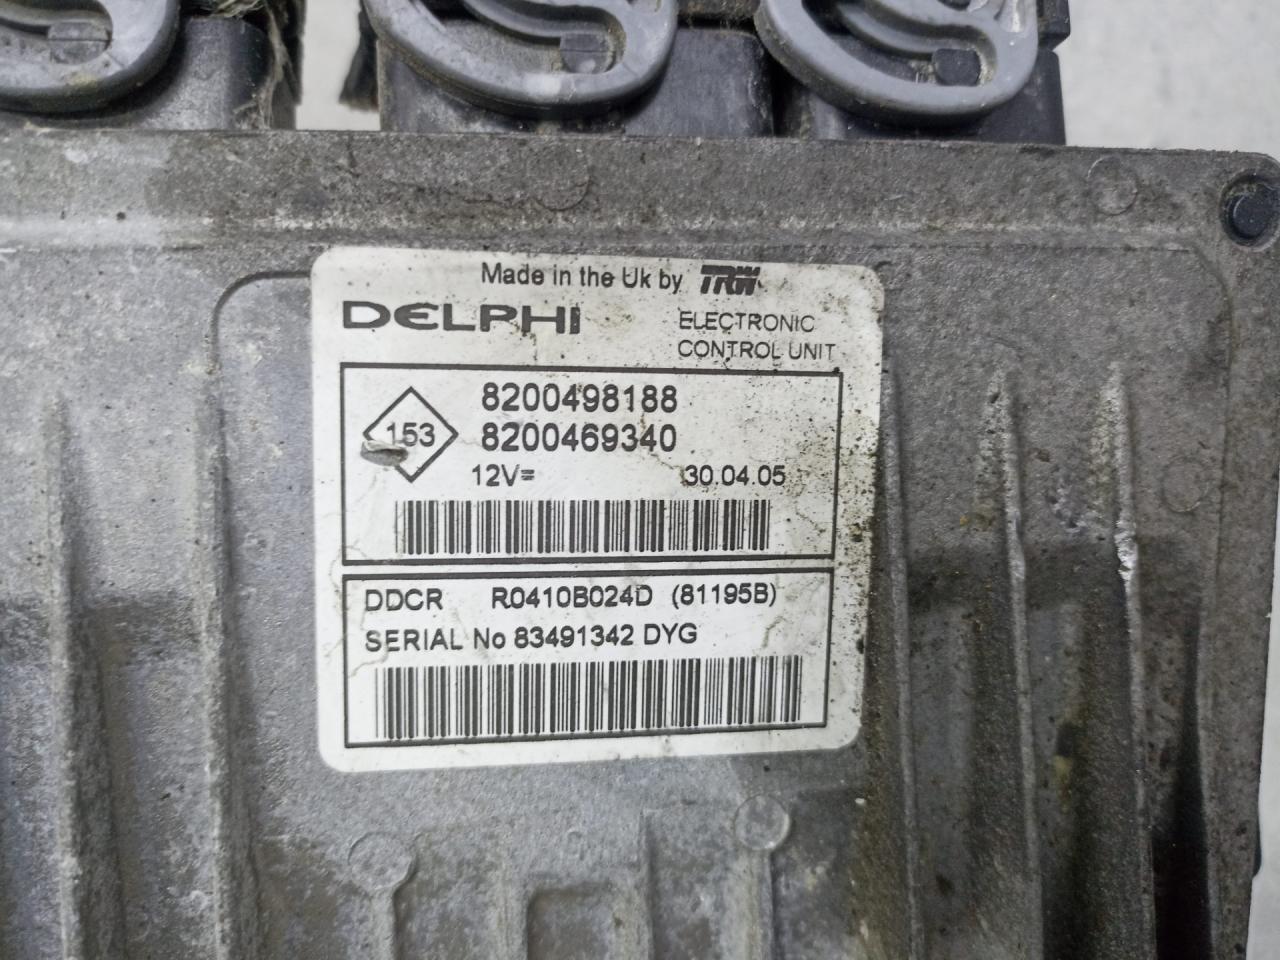 Made in the Uk by TRW
DELPHI
ELECTRONIC
CONTROL UNIT
8200498188
153
8200469340
12V= 30.04.05
DDCR R0410B024D (81195B)
SERIAL No 83491342 DYG